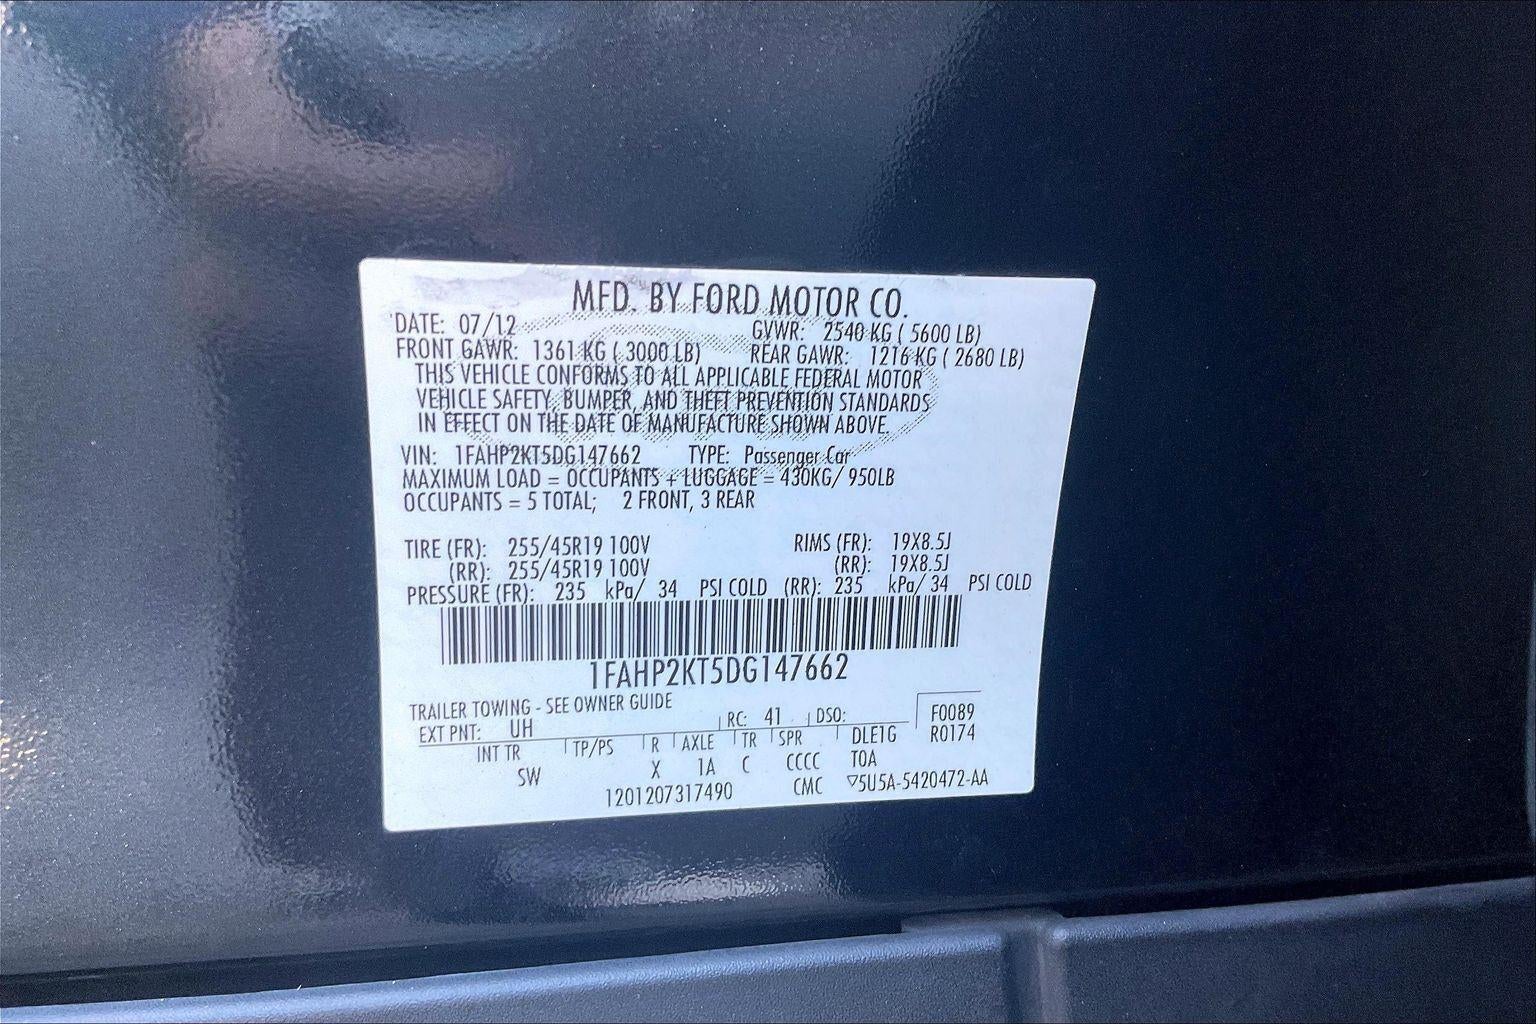 MFD. BY FORD MOTOR CO.
DATE: 07/12 GVWR: 2540 KG ( 5600 LB)
FRONT GAWR: 1361 KG ( 3000 LB) REAR GAWR: 1216 KG ( 2680 LB)
THIS VEHICLE CONFORMS TO ALL APPLICABLE FEDERAL MOTOR
VEHICLE SAFETY, BUMPER, AND THEFT PREVENTION STANDARDS
IN EFFECT ON THE DATE OF MANUFACTURE SHOWN ABOVE.
VIN: 1FAHP2KT5DG147662 TYPE: Passenger Car
MAXIMUM LOAD = OCCUPANTS + LUGGAGE = 430KG/ 950LB
OCCUPANTS = 5 TOTAL; 2 FRONT, 3 REAR
TIRE (FR): 255/45R19 100V RIMS (FR): 19X8.5J
(RR): 255/45R19 100V (RR): 19X8.5J
PRESSURE (FR): 235 kPa/ 34 PSI COLD (RR): 235 kPa/ 34 PSI COLD
1FAHP2KT5DG147662
TRAILER TOWING - SEE OWNER GUIDE
EXT PNT: UH RC: 41 DSO: F0089
INT TR TP/PS R AXLE TR SPR DLE1G R0174
SW X 1A C CCCC TOA
1201207317490 CMC ▽5U5A-5420472-AA